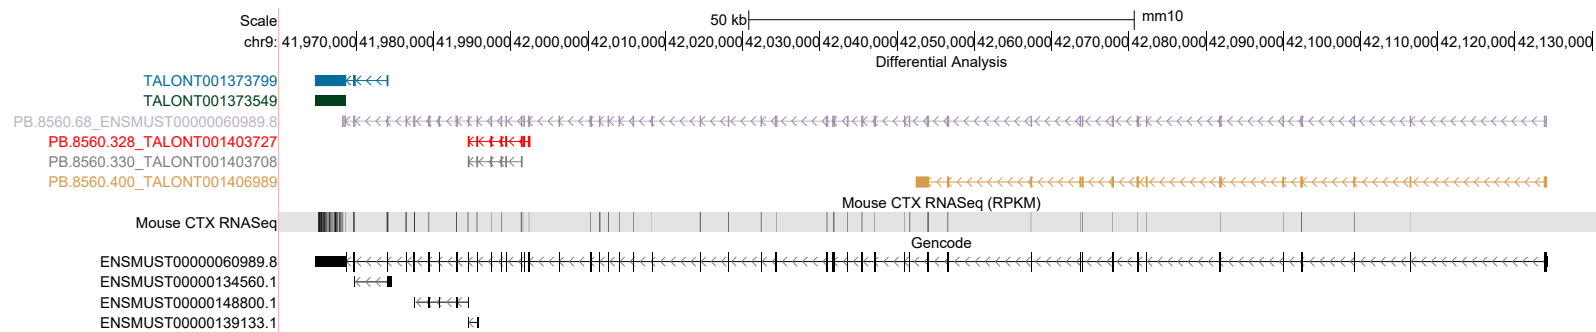 Scale 50 kb mm10
chr9: 41,970,000 41,980,000 41,990,000 42,000,000 42,010,000 42,020,000 42,030,000 42,040,000 42,050,000 42,060,000 42,070,000 42,080,000 42,090,000 42,100,000 42,110,000 42,120,000 42,130,000
Differential Analysis
TALONT001373799
TALONT001373549
PB.8560.68_ENSMUST00000060989.8
PB.8560.328_TALONT001403727
PB.8560.330_TALONT001403708
PB.8560.400_TALONT001406989
Mouse CTX RNASeq (RPKM)
Mouse CTX RNASeq
Gencode
ENSMUST00000060989.8
ENSMUST00000134560.1
ENSMUST00000148800.1
ENSMUST00000139133.1